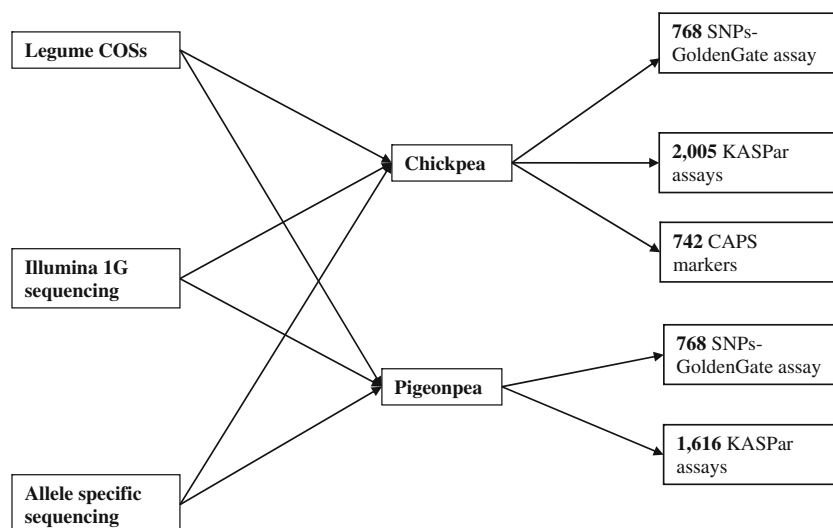 Legume COSs
Illumina 1G
sequencing
Allele specific
sequencing
Chickpea
Pigeonpea
768 SNPs-
GoldenGate assay
2,005 KASPar
assays
742 CAPS
markers
768 SNPs-
GoldenGate assay
1,616 KASPar
assays